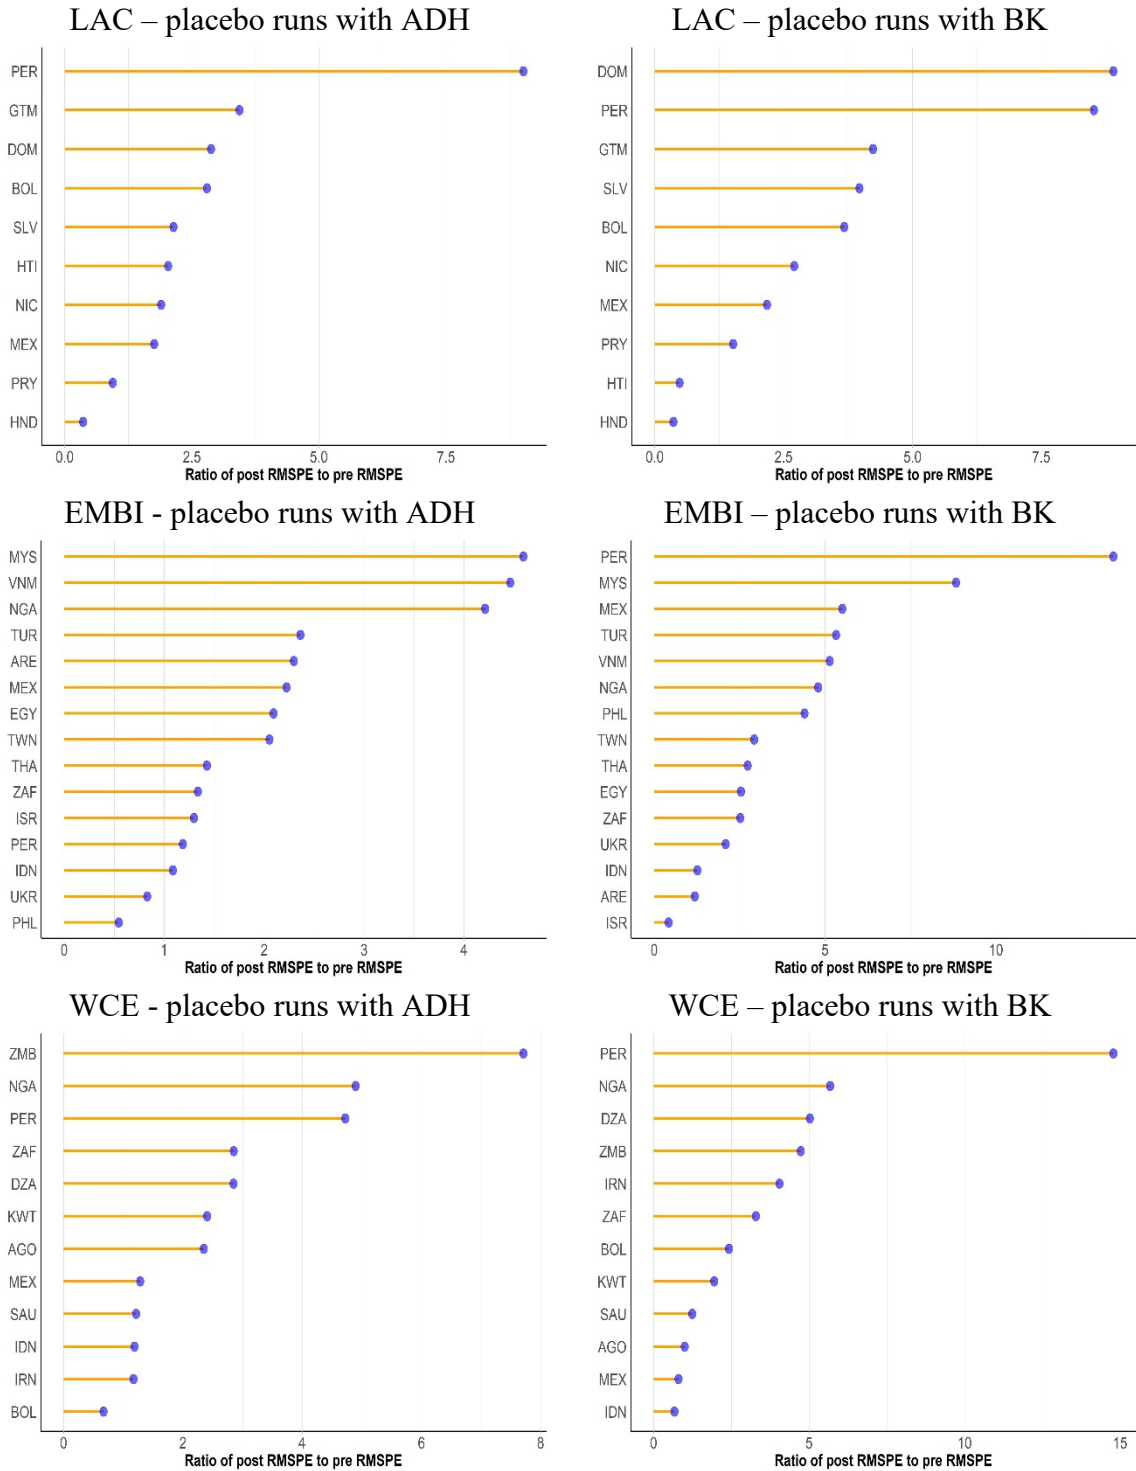 LAC – placebo runs with ADH
PER
GTM
DOM
BOL
SLV
HTI
NIC
MEX
PRY
HND
0.0 2.5 5.0 7.5
Ratio of post RMSPE to pre RMSPE
LAC – placebo runs with BK
DOM
PER
GTM
SLV
BOL
NIC
MEX
PRY
HTI
HND
0.0 2.5 5.0 7.5
Ratio of post RMSPE to pre RMSPE
EMBI - placebo runs with ADH
MYS
VNM
NGA
TUR
ARE
MEX
EGY
TWN
THA
ZAF
ISR
PER
IDN
UKR
PHL
0 1 2 3 4
Ratio of post RMSPE to pre RMSPE
EMBI – placebo runs with BK
PER
MYS
MEX
TUR
VNM
NGA
PHL
TWN
THA
EGY
ZAF
UKR
IDN
ARE
ISR
0 5 10
Ratio of post RMSPE to pre RMSPE
WCE - placebo runs with ADH
ZMB
NGA
PER
ZAF
DZA
KWT
AGO
MEX
SAU
IDN
IRN
BOL
0 2 4 6 8
Ratio of post RMSPE to pre RMSPE
WCE – placebo runs with BK
PER
NGA
DZA
ZMB
IRN
ZAF
BOL
KWT
SAU
AGO
MEX
IDN
0 5 10 15
Ratio of post RMSPE to pre RMSPE